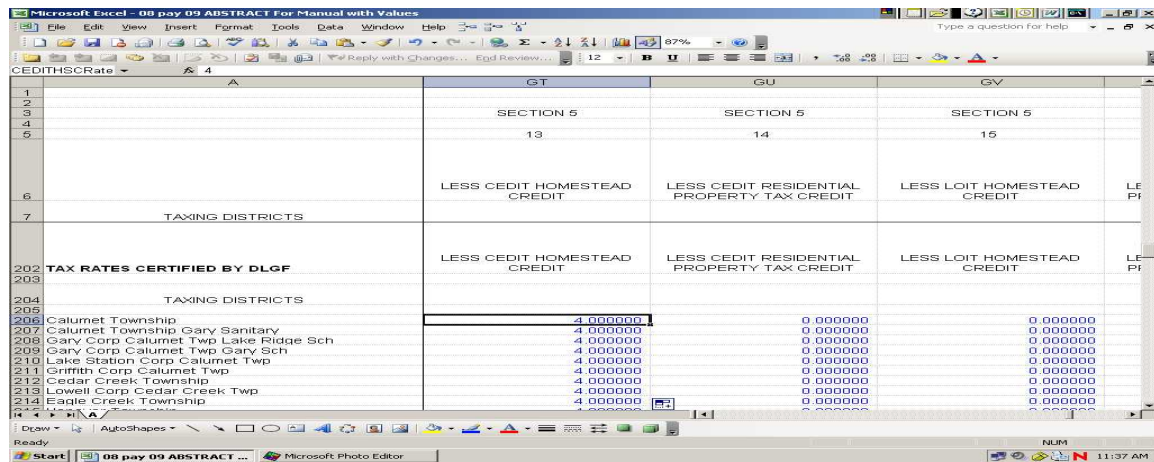 Microsoft Excel - 08 pay 09 ABSTRACT For Manual with Values
File Edit View Insert Format Tools Data Window Help
Type a question for help
87%
Reply with Changes... End Review...
12 B U
CEDITHSCRate fx 4
A GT GU GV
1
2
3 SECTION 5 SECTION 5 SECTION 5
4
5 13 14 15
LESS CEDIT HOMESTEAD LESS CEDIT RESIDENTIAL LESS LOIT HOMESTEAD LE
6 CREDIT PROPERTY TAX CREDIT CREDIT
7 TAXING DISTRICTS
LESS CEDIT HOMESTEAD LESS CEDIT RESIDENTIAL LESS LOIT HOMESTEAD LE
202 TAX RATES CERTIFIED BY DLGF CREDIT PROPERTY TAX CREDIT CREDIT
203
204 TAXING DISTRICTS
205
206 Calumet Township 4.000000 0.000000 0.000000
207 Calumet Township Gary Sanitary 4.000000 0.000000 0.000000
208 Gary Corp Calumet Twp Lake Ridge Sch 4.000000 0.000000 0.000000
209 Gary Corp Calumet Twp Gary Sch 4.000000 0.000000 0.000000
210 Lake Station Corp Calumet Twp 4.000000 0.000000 0.000000
211 Griffith Corp Calumet Twp 4.000000 0.000000 0.000000
212 Cedar Creek Township 4.000000 0.000000 0.000000
213 Lowell Corp Cedar Creek Twp 4.000000 0.000000 0.000000
214 Eagle Creek Township 4.000000 0.000000 0.000000
A
Draw AutoShapes
Ready NUM
Start 08 pay 09 ABSTRACT ... Microsoft Photo Editor 11:37 AM